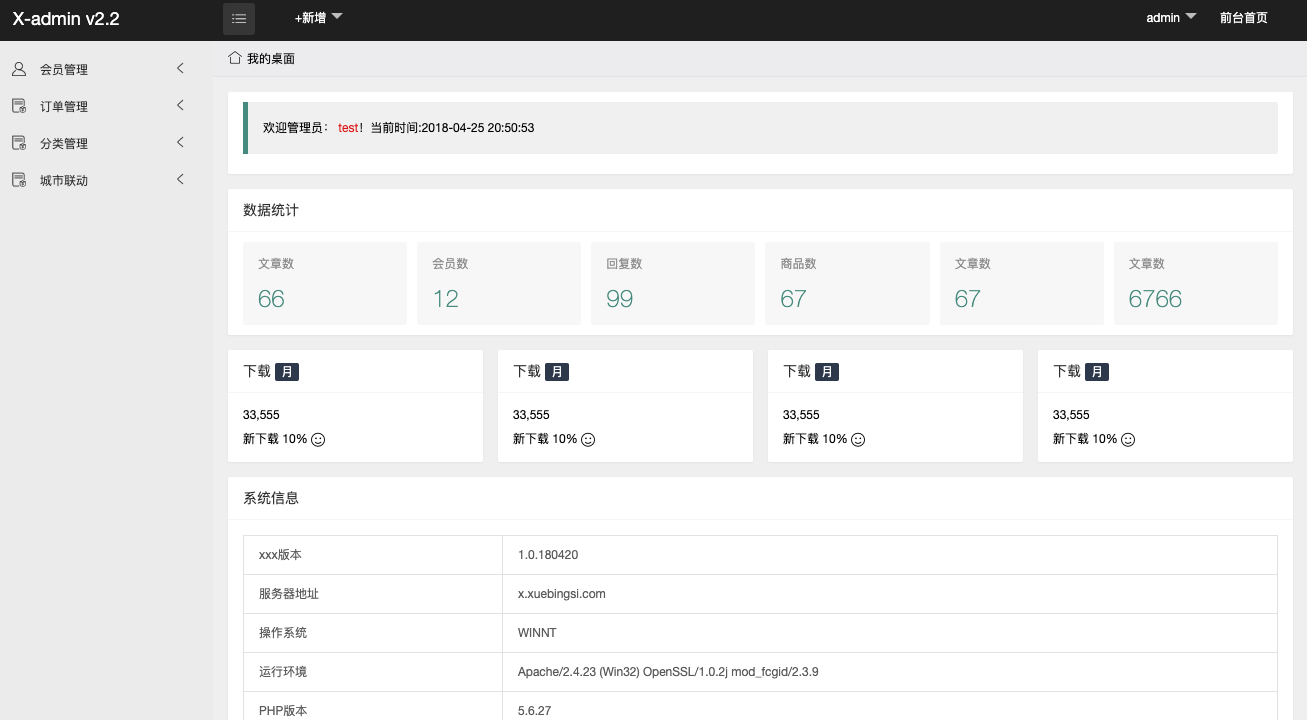 X-admin v2.2
+新增
admin
前台首页
会员管理
订单管理
分类管理
城市联动
我的桌面
欢迎管理员： test！当前时间:2018-04-25 20:50:53
数据统计
文章数
66
会员数
12
回复数
99
商品数
67
文章数
67
文章数
6766
下载 月
33,555
新下载 10%
下载 月
33,555
新下载 10%
下载 月
33,555
新下载 10%
下载 月
33,555
新下载 10%
系统信息
xxx版本 1.0.180420
服务器地址 x.xuebingsi.com
操作系统 WINNT
运行环境 Apache/2.4.23 (Win32) OpenSSL/1.0.2j mod_fcgid/2.3.9
PHP版本 5.6.27